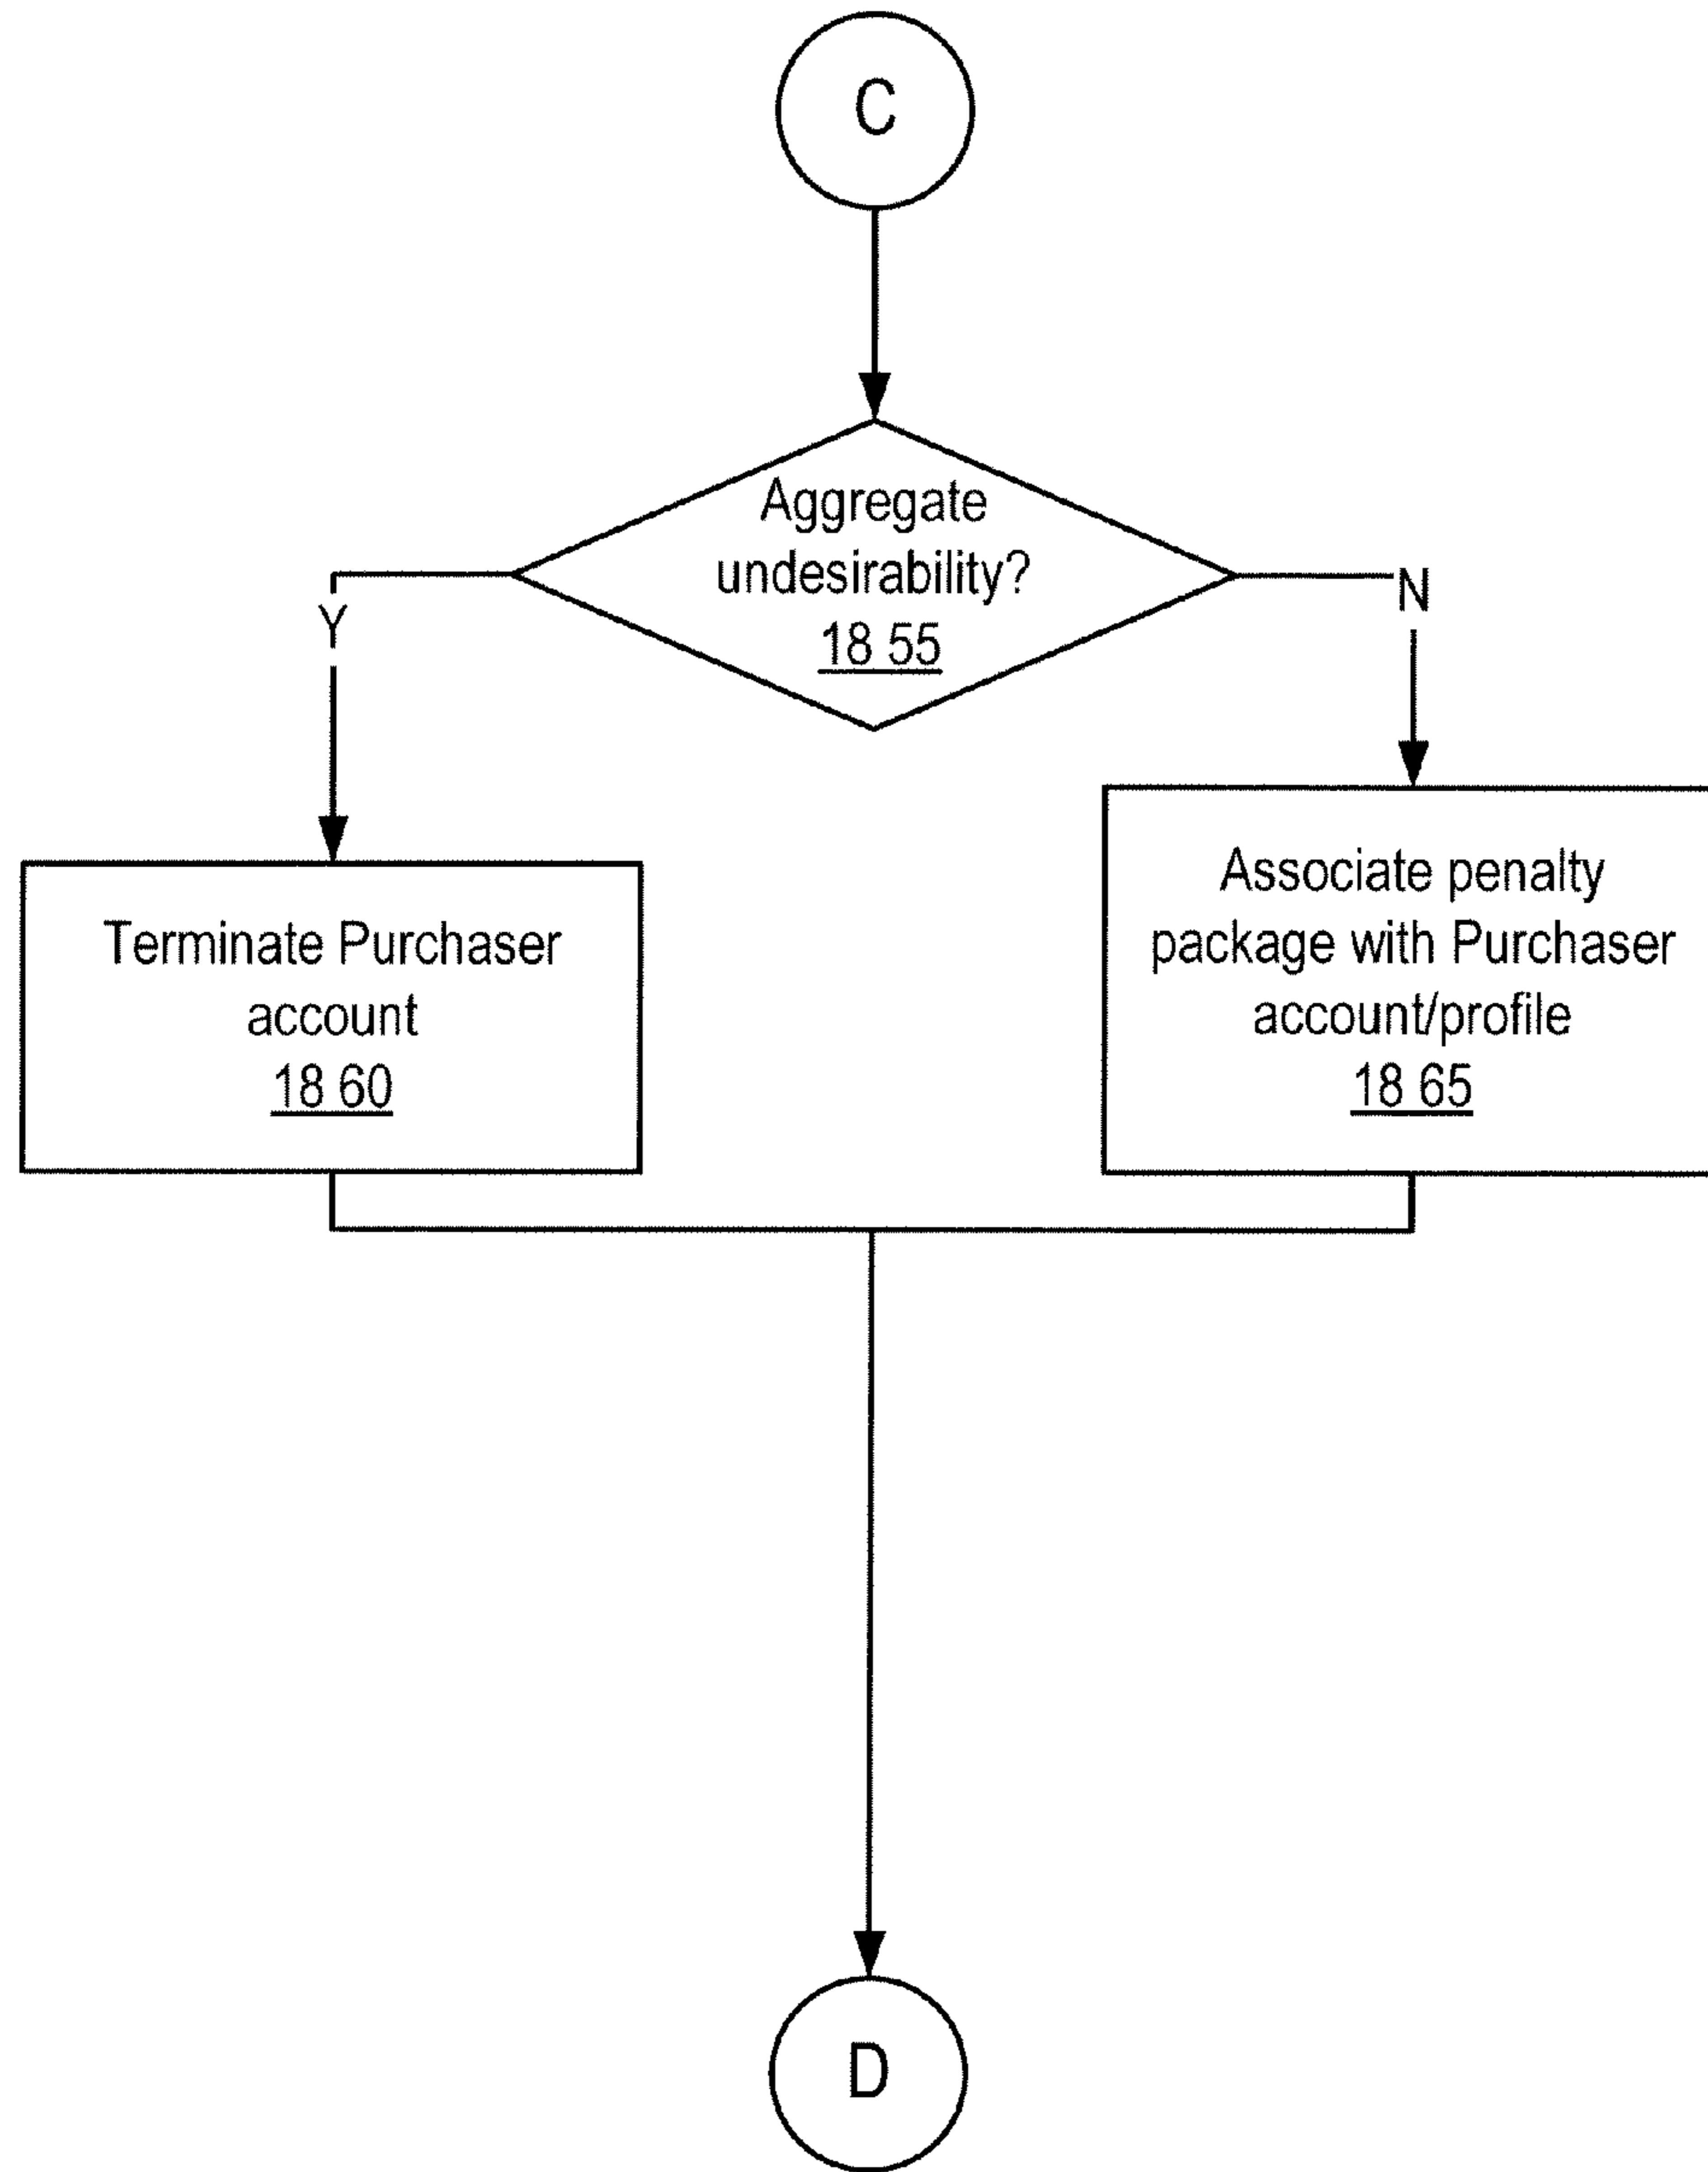 C
Aggregate
undesirability?
18 55
Y
N
Terminate Purchaser
account
18 60
Associate penalty
package with Purchaser
account/profile
18 65
D